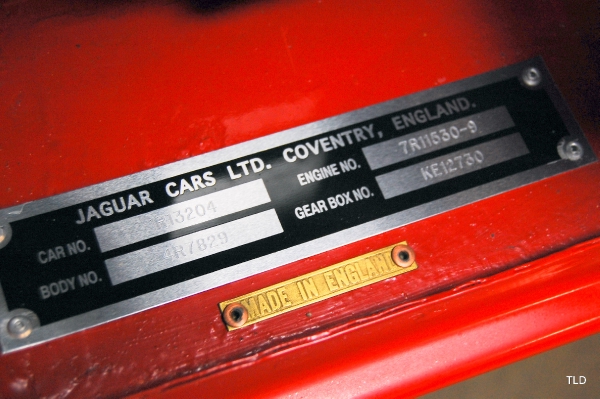 JAGUAR CARS LTD. COVENTRY, ENGLAND.
CAR NO.
BODY NO. 4R7829
ENGINE NO. 7R11530-9
GEAR BOX NO. KE12730
MADE IN ENGLAND
TLD